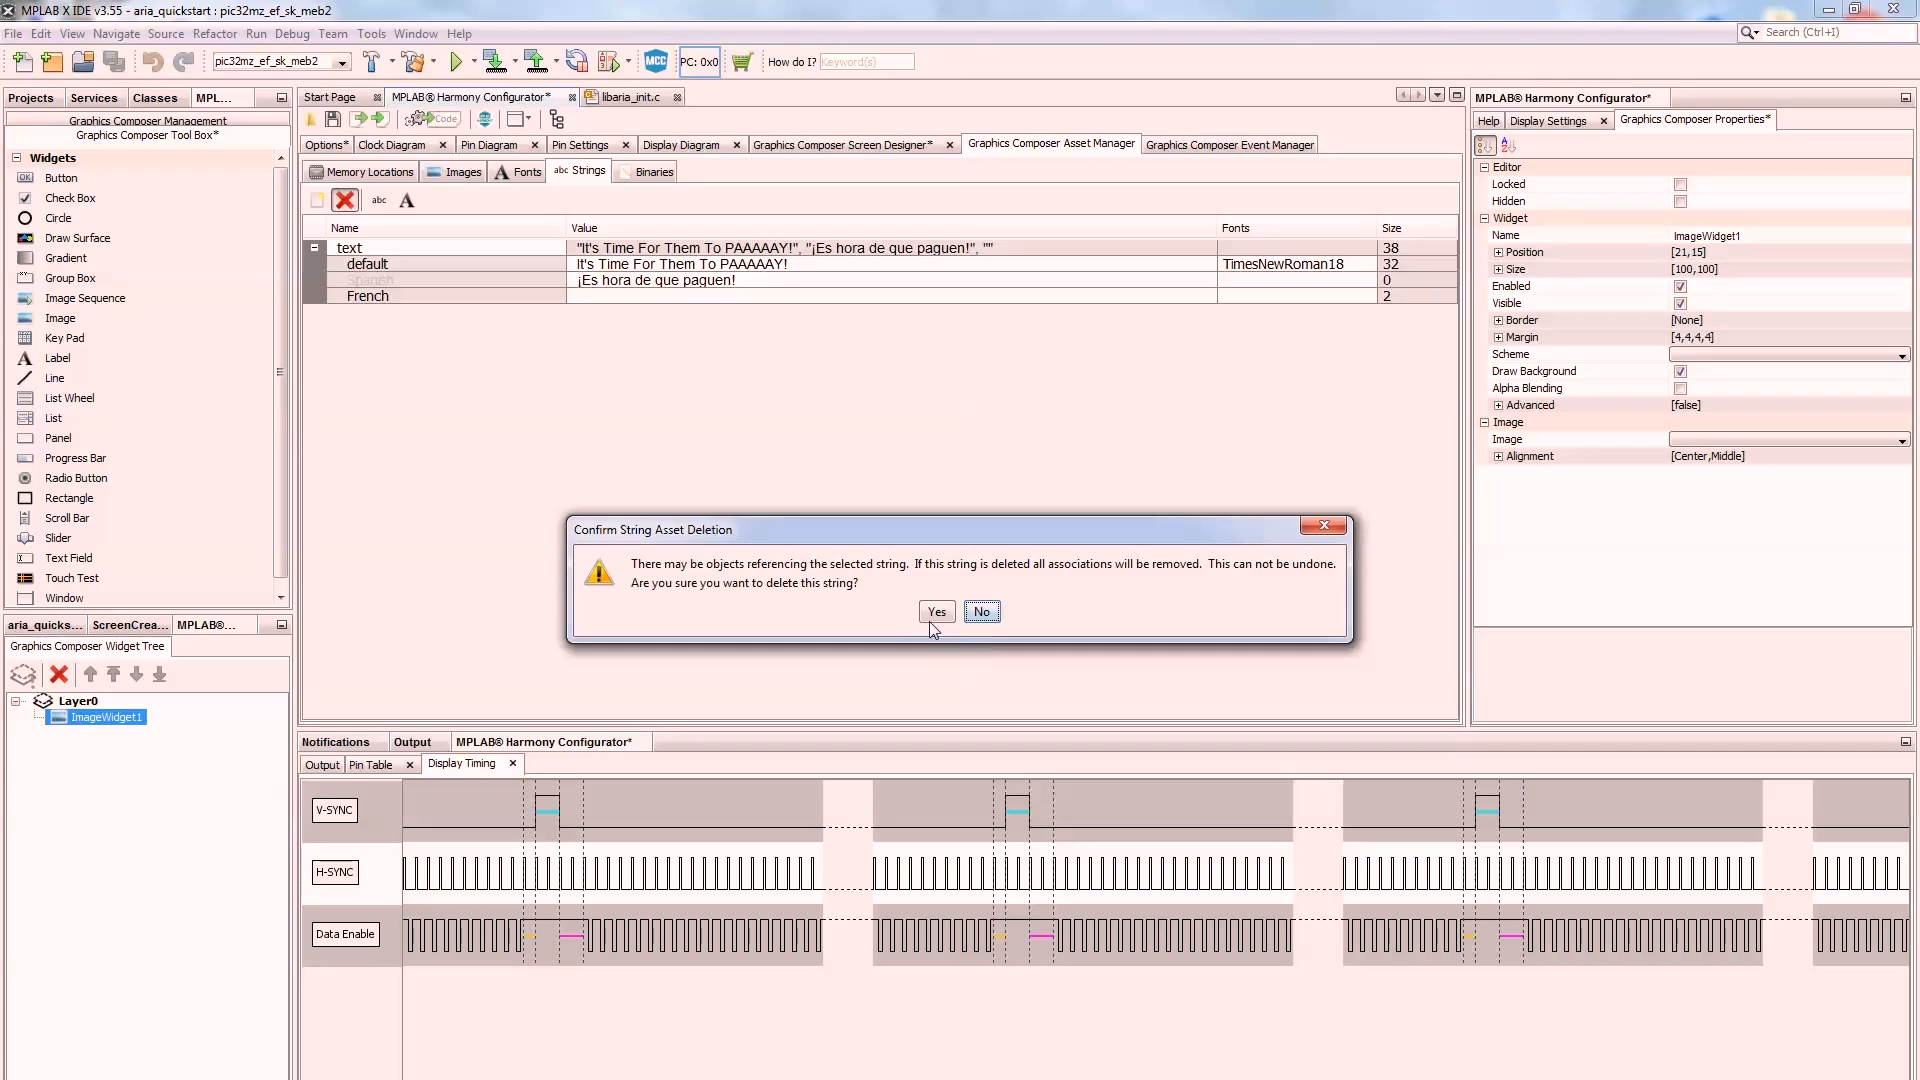 MPLAB X IDE v3.55 - aria_quickstart : pic32mz_ef_sk_meb2
File Edit View Navigate Source Refactor Run Debug Team Tools Window Help
Search (Ctrl+I)
pic32mz_ef_sk_meb2
MCC
PC: 0x0
How do I? Keyword(s)
Projects Services Classes MPL...
Graphics Composer Management
Graphics Composer Tool Box*
Widgets
Button
Check Box
Circle
Draw Surface
Gradient
Group Box
Image Sequence
Image
Key Pad
Label
Line
List Wheel
List
Panel
Progress Bar
Radio Button
Rectangle
Scroll Bar
Slider
Text Field
Touch Test
Window
aria_quicks... ScreenCrea... MPLAB®...
Graphics Composer Widget Tree
Layer0
ImageWidget1
Start Page MPLAB® Harmony Configurator* libaria_init.c
Code
Options* Clock Diagram Pin Diagram Pin Settings Display Diagram Graphics Composer Screen Designer* Graphics Composer Asset Manager Graphics Composer Event Manager
Memory Locations Images Fonts abc Strings Binaries
abc A
Name Value Fonts Size
text "It's Time For Them To PAAAAAY!", "¡Es hora de que paguen!", "" 38
default It's Time For Them To PAAAAAY! TimesNewRoman18 32
Spanish ¡Es hora de que paguen! 0
French 2
Confirm String Asset Deletion
There may be objects referencing the selected string. If this string is deleted all associations will be removed. This can not be undone.
Are you sure you want to delete this string?
Yes No
MPLAB® Harmony Configurator*
Help Display Settings Graphics Composer Properties*
Editor
Locked
Hidden
Widget
Name ImageWidget1
Position [21,15]
Size [100,100]
Enabled
Visible
Border [None]
Margin [4,4,4,4]
Scheme
Draw Background
Alpha Blending
Advanced [false]
Image
Image
Alignment [Center,Middle]
Notifications Output MPLAB® Harmony Configurator*
Output Pin Table Display Timing
V-SYNC
H-SYNC
Data Enable